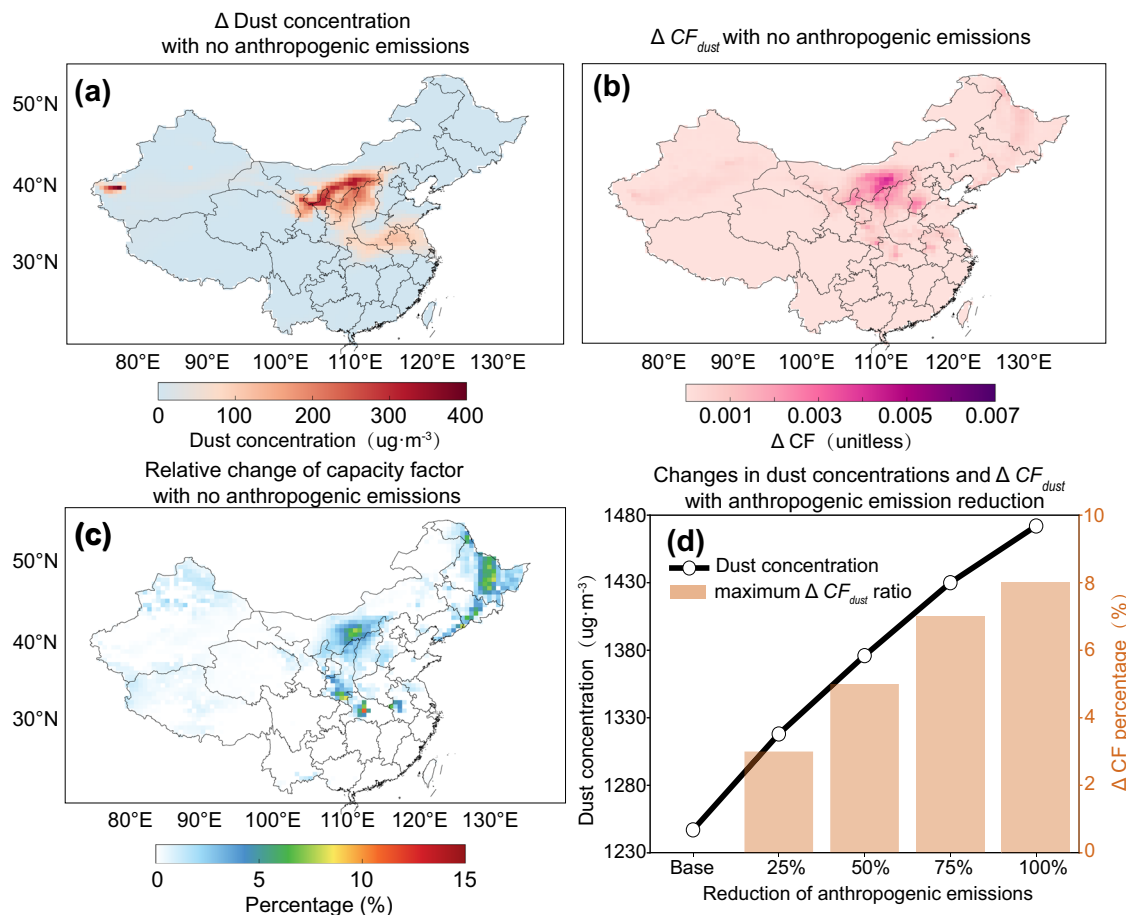 Δ Dust concentration
with no anthropogenic emissions
(a)
50°N
40°N
30°N
80°E 90°E 100°E 110°E 120°E 130°E
0 100 200 300 400
Dust concentration (ug·m⁻³)
Δ CF_dust with no anthropogenic emissions
(b)
80°E 90°E 100°E 110°E 120°E 130°E
0.001 0.003 0.005 0.007
Δ CF (unitless)
Relative change of capacity factor
with no anthropogenic emissions
(c)
50°N
40°N
30°N
80°E 90°E 100°E 110°E 120°E 130°E
0 5 10 15
Percentage (%)
Changes in dust concentrations and Δ CF_dust
with anthropogenic emission reduction
(d)
Dust concentration
maximum Δ CF_dust ratio
Dust concentration (ug·m⁻³)
1480
1430
1380
1330
1280
1230
10
8
6
4
2
0
Δ CF percentage (%)
Base 25% 50% 75% 100%
Reduction of anthropogenic emissions